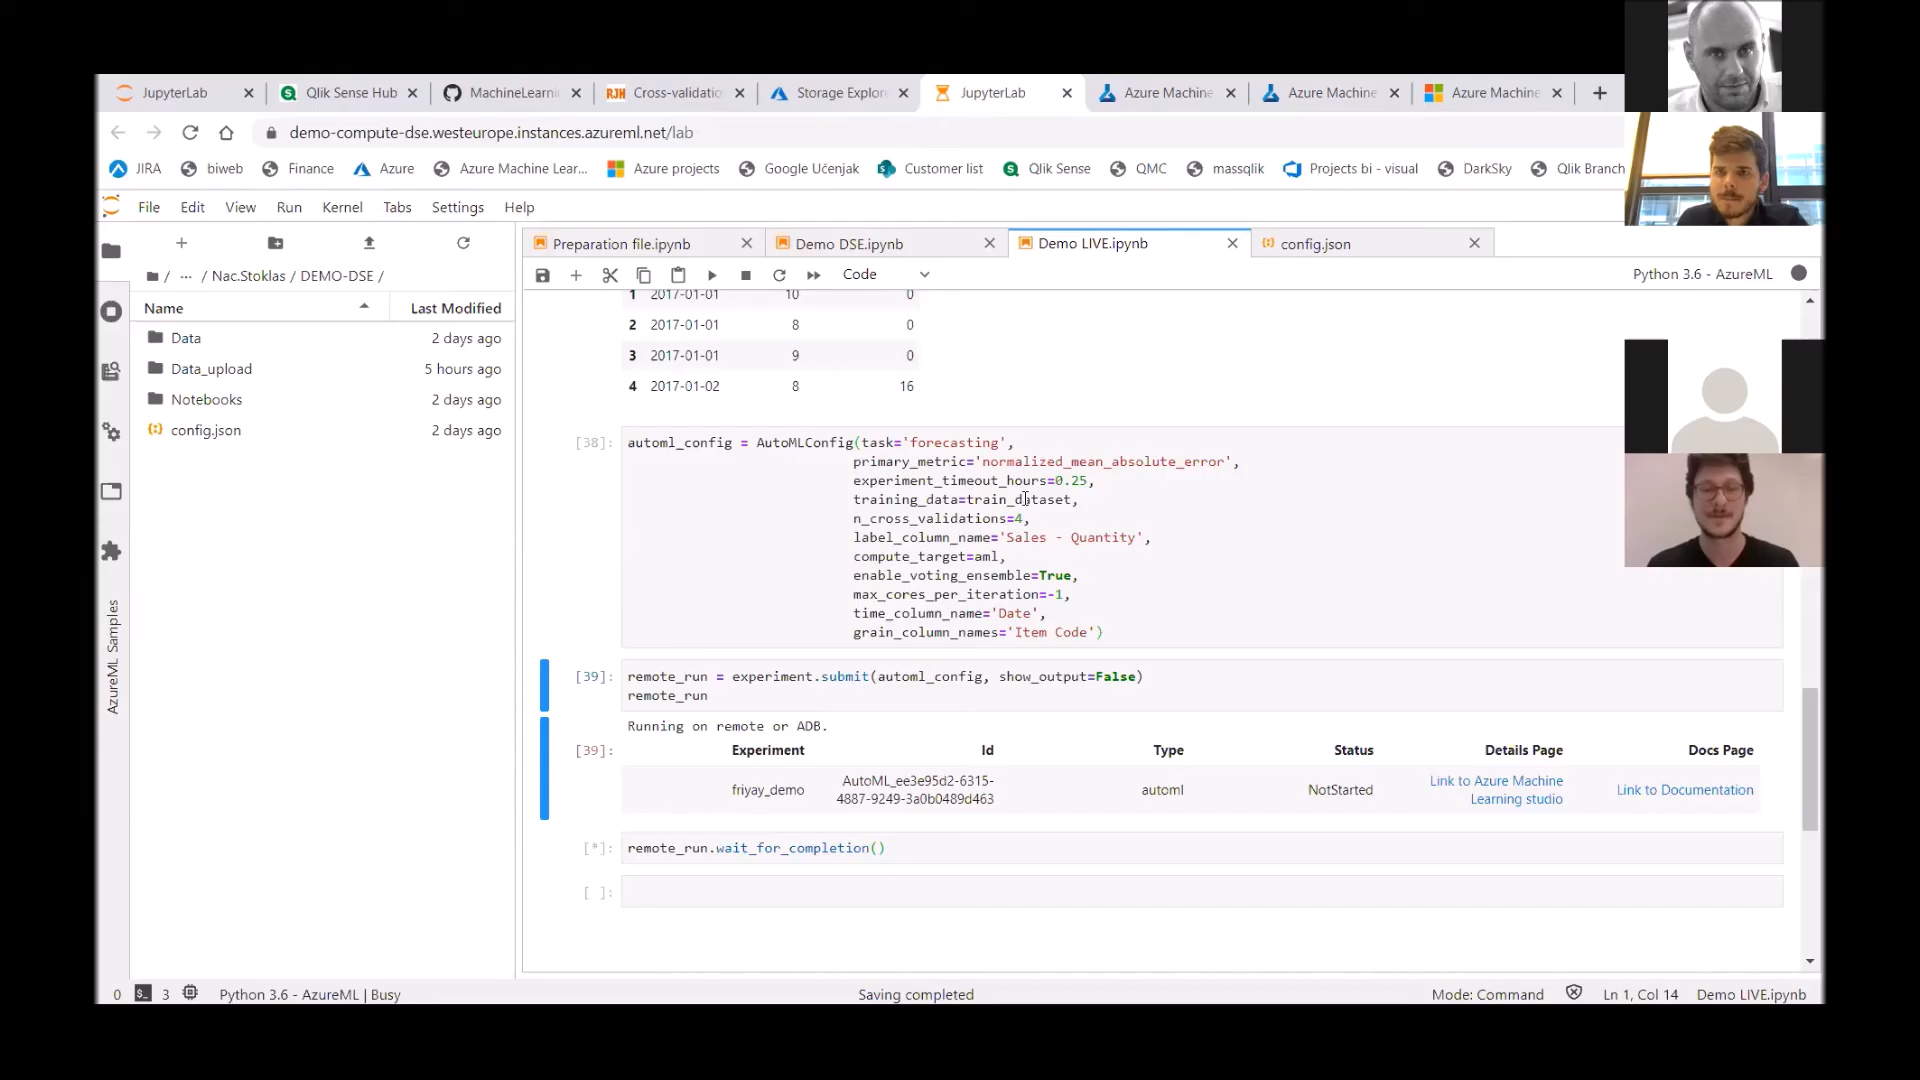 JupyterLab
Qlik Sense Hub
MachineLearni
RJH
Cross-validatio
Storage Explor
JupyterLab
Azure Machine
Azure Machine
Azure Machine
demo-compute-dse.westeurope.instances.azureml.net/lab
JIRA
biweb
Finance
Azure
Azure Machine Lear...
Azure projects
Google Učenjak
Customer list
Qlik Sense
QMC
massqlik
Projects bi - visual
DarkSky
Qlik Branch
File Edit View Run Kernel Tabs Settings Help
Preparation file.ipynb
Demo DSE.ipynb
Demo LIVE.ipynb
config.json
/ ··· / Nac.Stoklas / DEMO-DSE /
Code
Python 3.6 - AzureML
Name Last Modified
Data 2 days ago
Data_upload 5 hours ago
Notebooks 2 days ago
config.json 2 days ago
AzureML Samples
1 2017-01-01 10 0
2 2017-01-01 8 0
3 2017-01-01 9 0
4 2017-01-02 8 16
[38]: automl_config = AutoMLConfig(task='forecasting',
primary_metric='normalized_mean_absolute_error',
experiment_timeout_hours=0.25,
training_data=train_dataset,
n_cross_validations=4,
label_column_name='Sales - Quantity',
compute_target=aml,
enable_voting_ensemble=True,
max_cores_per_iteration=-1,
time_column_name='Date',
grain_column_names='Item Code')
[39]: remote_run = experiment.submit(automl_config, show_output=False)
remote_run
Running on remote or ADB.
[39]: Experiment Id Type Status Details Page Docs Page
friyay_demo AutoML_ee3e95d2-6315-4887-9249-3a0b0489d463 automl NotStarted Link to Azure Machine Learning studio Link to Documentation
[*]: remote_run.wait_for_completion()
[ ]:
0 3 Python 3.6 - AzureML | Busy Saving completed Mode: Command Ln 1, Col 14 Demo LIVE.ipynb